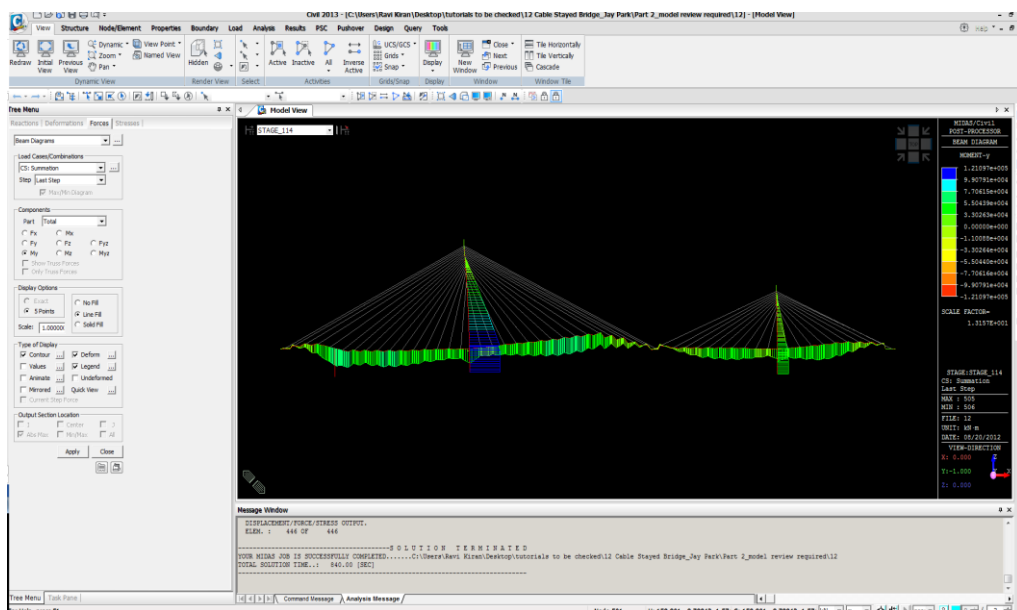 Civil 2013 - [C:\Users\Ravi Kiran\Desktop\tutorials to be checked\12 Cable Stayed Bridge_Jay Park\Part 2_model review required\12] - [Model View]
View Structure Node/Element Properties Boundary Load Analysis Results PSC Pushover Design Query Tools
Help
Redraw Initial View Previous View
Dynamic
Zoom
Pan
View Point
Named View
Hidden
Active Inactive All Inverse Active
UCS/GCS
Grids
Snap
Display
New Window
Close
Next
Previous
Tile Horizontally
Tile Vertically
Cascade
Dynamic View Render View Select Activities Grids/Snap Display Window Window Tile
Tree Menu
Model View
Reactions Deformations Forces Stresses
Beam Diagrams
Load Cases/Combinations
CS: Summation
Step Last Step
Max/Min Diagram
Components
Part Total
Fx Mx
Fy Fz Fyz
My Mz Myz
Show Truss Forces
Only Truss Forces
Display Options
Exact
5 Points
No Fill
Line Fill
Solid Fill
Scale: 1.00000
Type of Display
Contour ... Deform ...
Values ... Legend ...
Animate ... Undeformed
Mirrored ... Quick View ...
Current Step Force
Output Section Location
I Center J
Abs Max Min/Max All
Apply Close
Tree Menu Task Pane
STAGE_114
MIDAS/Civil
POST-PROCESSOR
BEAM DIAGRAM
MOMENT-y
1.21097e+005
9.90791e+004
7.70615e+004
5.50439e+004
3.30263e+004
0.00000e+000
-1.10088e+004
-3.30264e+004
-5.50440e+004
-7.70616e+004
-9.90791e+004
-1.21097e+005
SCALE FACTOR=
1.3157E+001
STAGE:STAGE_114
CS: Summation
Last Step
MAX : 505
MIN : 506
FILE: 12
UNIT: kN·m
DATE: 08/20/2012
VIEW-DIRECTION
X: 0.000
Y:-1.000
Z: 0.000
Z
X
Message Window
DISPLACEMENT/FORCE/STRESS OUTPUT.
ELEM. : 446 OF 446
---------------------------------------S O L U T I O N   T E R M I N A T E D
YOUR MIDAS JOB IS SUCCESSFULLY COMPLETED.......C:\Users\Ravi Kiran\Desktop\tutorials to be checked\12 Cable Stayed Bridge_Jay Park\Part 2_model review required\12
TOTAL SOLUTION TIME..: 840.00 [SEC]
Command Message Analysis Message